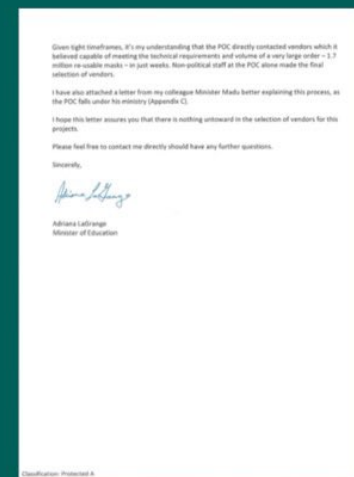 Given tight timeframes, it's my understanding that the POC directly contacted vendors which it
believed capable of meeting the technical requirements and volume of a very large order – 1.7
million re-usable masks – in just weeks. Non-political staff at the POC alone made the final
selection of vendors.
I have also attached a letter from my colleague Minister Madu better explaining this process, as
the POC falls under his ministry (Appendix C).
I hope this letter assures you that there is nothing untoward in the selection of vendors for this
projects.
Please feel free to contact me directly should have any further questions.
Sincerely,
Adriana LaGrange
Adriana LaGrange
Minister of Education
Classification: Protected A